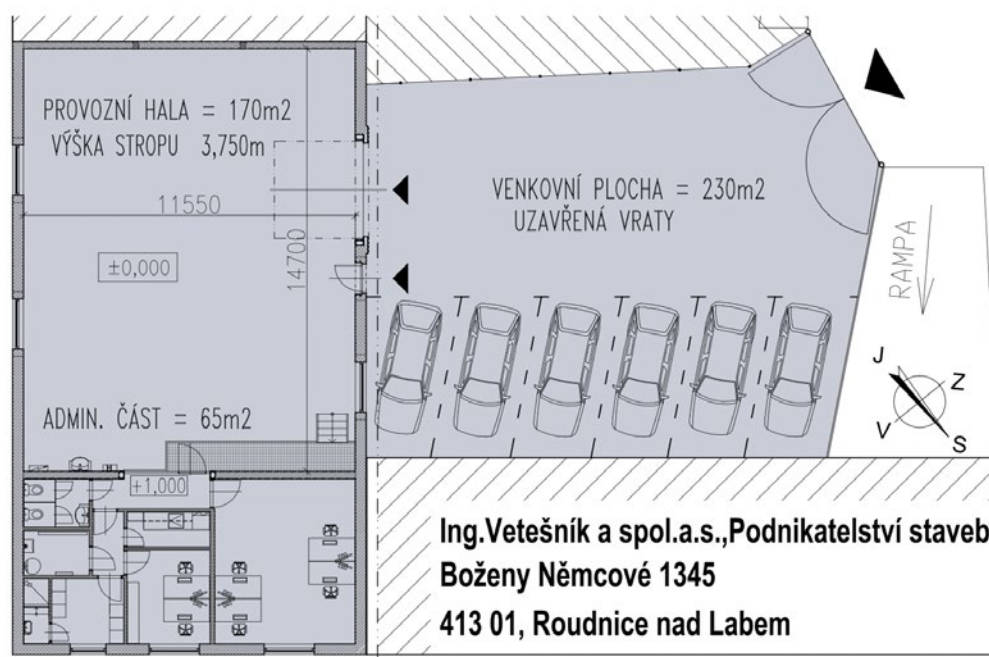 PROVOZNÍ HALA = 170m2
VÝŠKA STROPU 3,750m
11550
14700
±0,000
VENKOVNÍ PLOCHA = 230m2
UZAVŘENÁ VRATY
RAMPA
J
Z
V
S
ADMIN. ČÁST = 65m2
+1,000
Ing.Vetešník a spol.a.s.,Podnikatelství staveb
Boženy Němcové 1345
413 01, Roudnice nad Labem